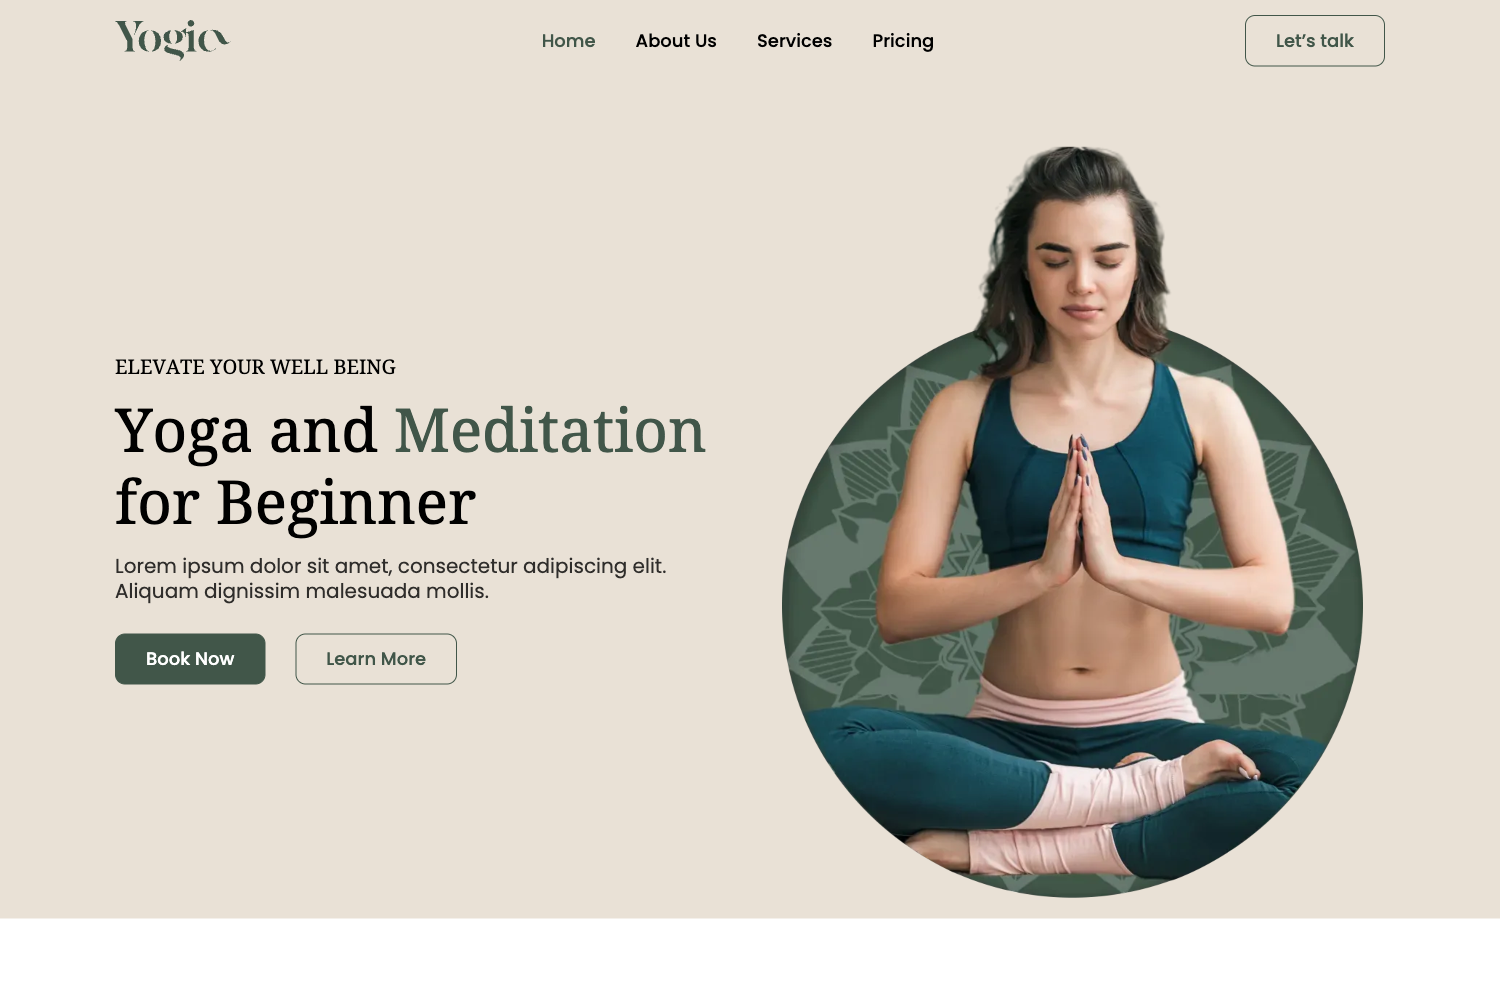 Yogic
Home About Us Services Pricing
Let’s talk
ELEVATE YOUR WELL BEING
Yoga and Meditation
for Beginner
Lorem ipsum dolor sit amet, consectetur adipiscing elit.
Aliquam dignissim malesuada mollis.
Book Now Learn More